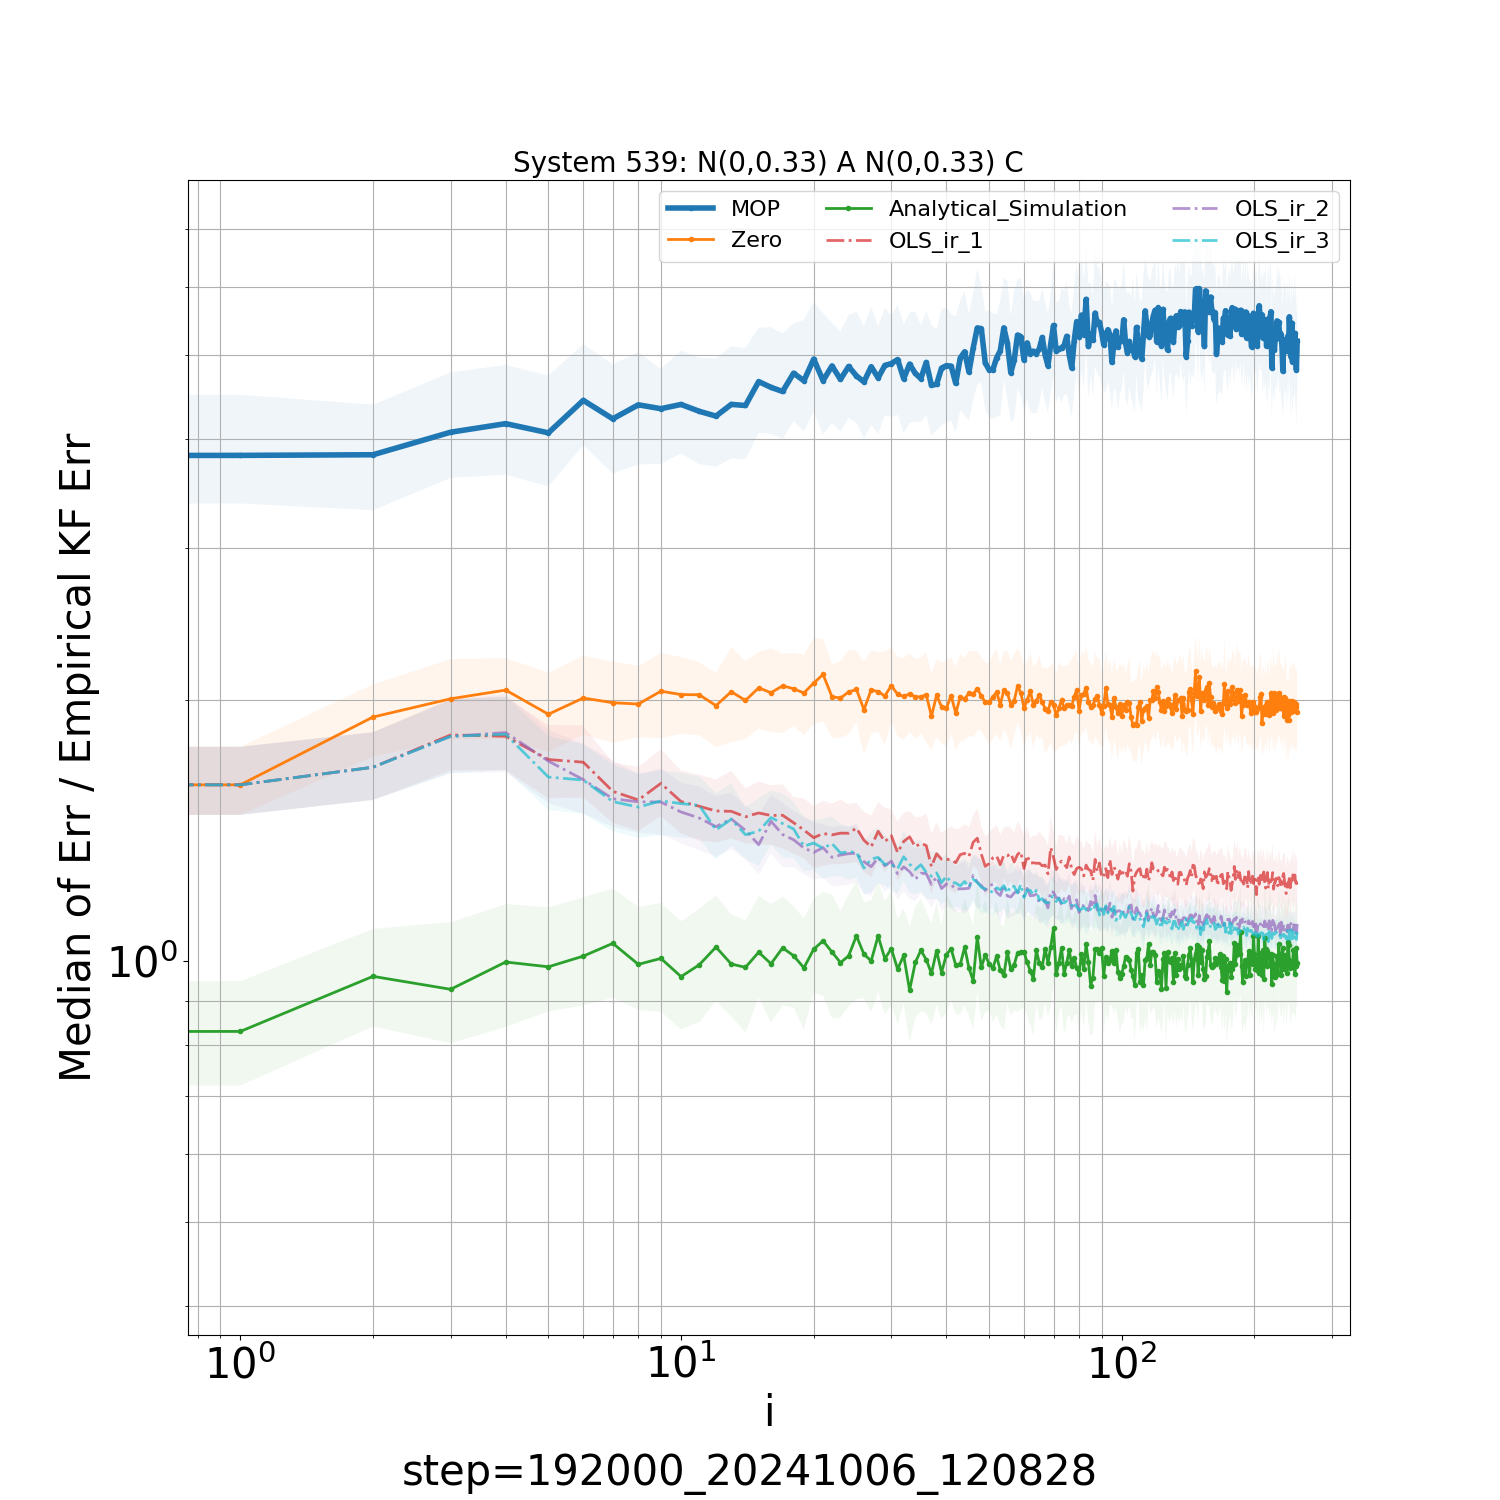 System 539: N(0,0.33) A N(0,0.33) C
MOP
Zero
Analytical_Simulation
OLS_ir_1
OLS_ir_2
OLS_ir_3
Median of Err / Empirical KF Err
10⁰
10⁰
10¹
10²
i
step=192000_20241006_120828